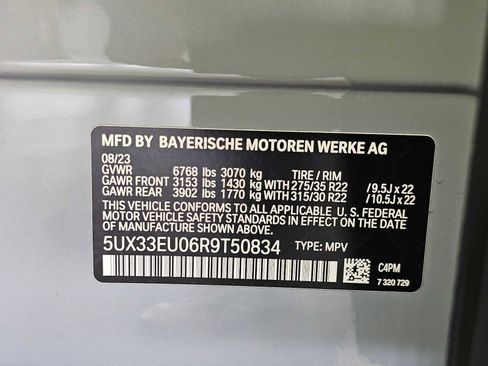 MFD BY BAYERISCHE MOTOREN WERKE AG
08/23
GVWR 6768 lbs 3070 kg TIRE / RIM
GAWR FRONT 3153 lbs 1430 kg WITH 275/35 R22 / 9.5J x 22
GAWR REAR 3902 lbs 1770 kg WITH 315/30 R22 / 10.5J x 22
THIS VEHICLE CONFORMS TO ALL APPLICABLE U. S. FEDERAL
MOTOR VEHICLE SAFETY STANDARDS IN EFFECT ON THE
DATE OF MANUFACTURE SHOWN ABOVE.
5UX33EU06R9T50834 TYPE: MPV
C4PM
7 320 729